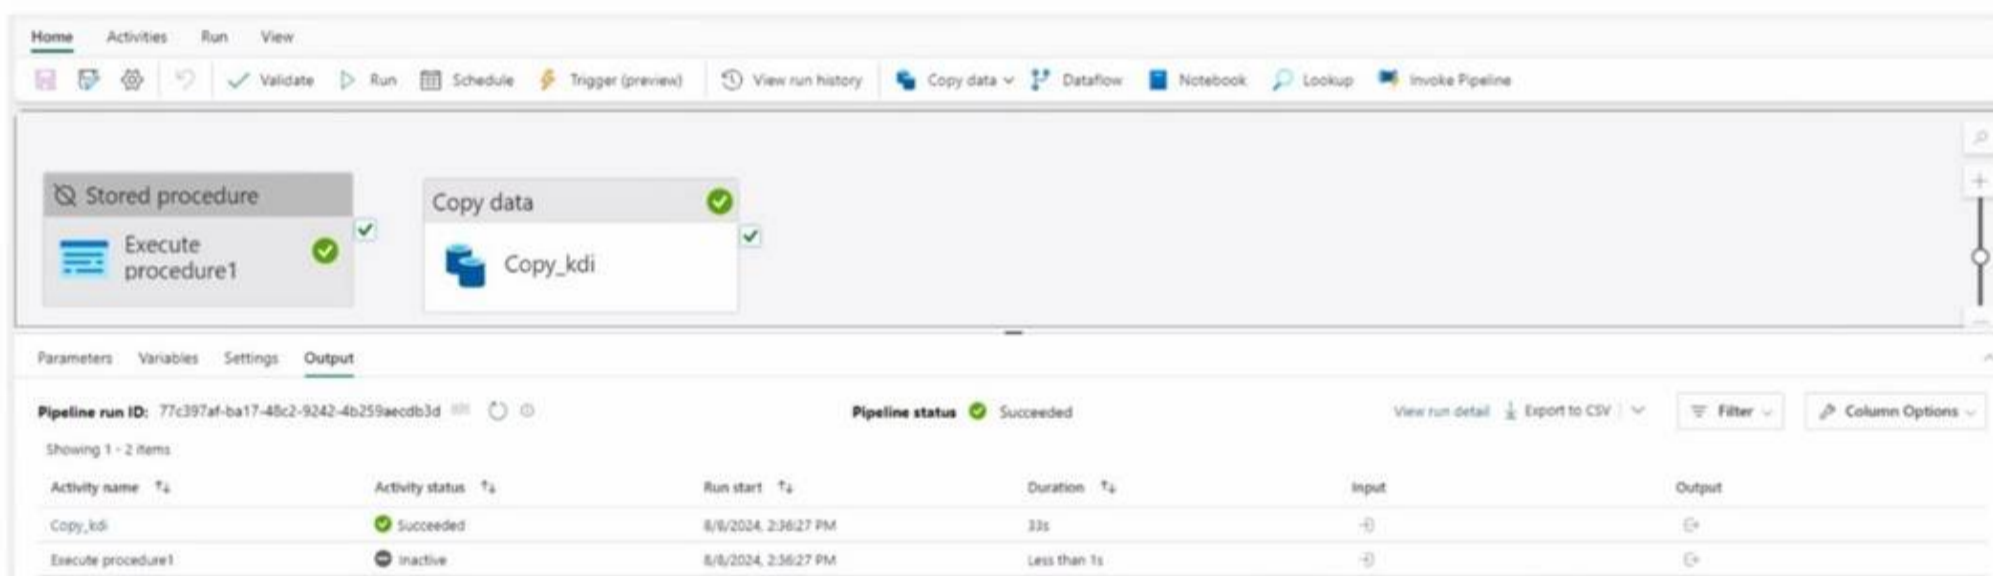 Home Activities Run View
Validate Run Schedule Trigger (preview) View run history Copy data Dataflow Notebook Lookup Invoke Pipeline
Stored procedure
Execute
procedure1
Copy data
Copy_kdi
Parameters Variables Settings Output
Pipeline run ID: 77c397af-ba17-48c2-9242-4b259aecdb3d Pipeline status Succeeded View run detail Export to CSV Filter Column Options
Showing 1 - 2 items
Activity name Activity status Run start Duration Input Output
Copy_kdi Succeeded 8/8/2024, 2:36:27 PM 33s
Execute procedure1 Inactive 8/8/2024, 2:36:27 PM Less than 1s